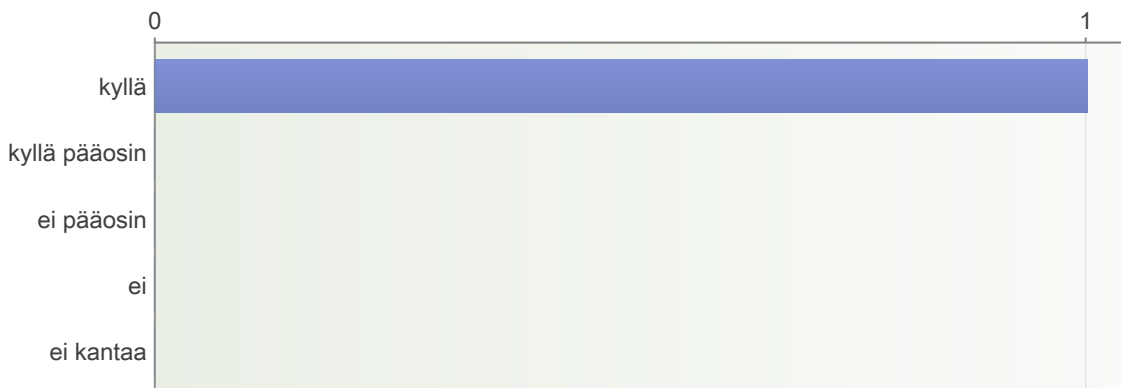 0 1
kyllä
kyllä pääosin
ei pääosin
ei
ei kantaa